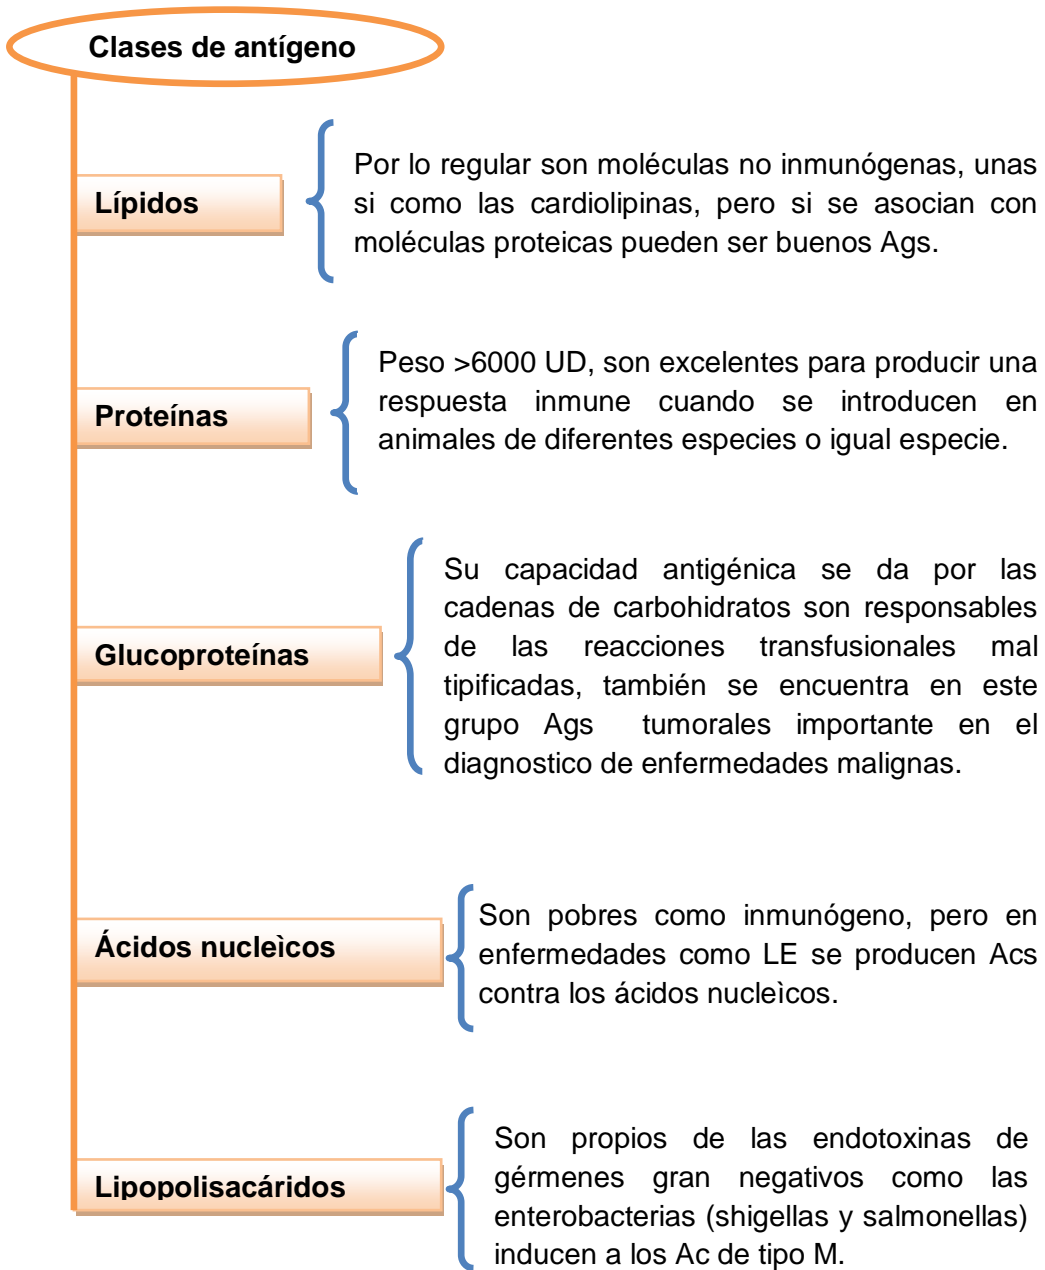 Clases de antígeno
Lípidos
Por lo regular son moléculas no inmunógenas, unas
si como las cardiolipinas, pero si se asocian con
moléculas proteicas pueden ser buenos Ags.
Proteínas
Peso >6000 UD, son excelentes para producir una
respuesta inmune cuando se introducen en
animales de diferentes especies o igual especie.
Glucoproteínas
Su capacidad antigénica se da por las
cadenas de carbohidratos son responsables
de las reacciones transfusionales mal
tipificadas, también se encuentra en este
grupo Ags tumorales importante en el
diagnostico de enfermedades malignas.
Ácidos nucleìcos
Son pobres como inmunógeno, pero en
enfermedades como LE se producen Acs
contra los ácidos nucleìcos.
Lipopolisacáridos
Son propios de las endotoxinas de
gérmenes gran negativos como las
enterobacterias (shigellas y salmonellas)
inducen a los Ac de tipo M.